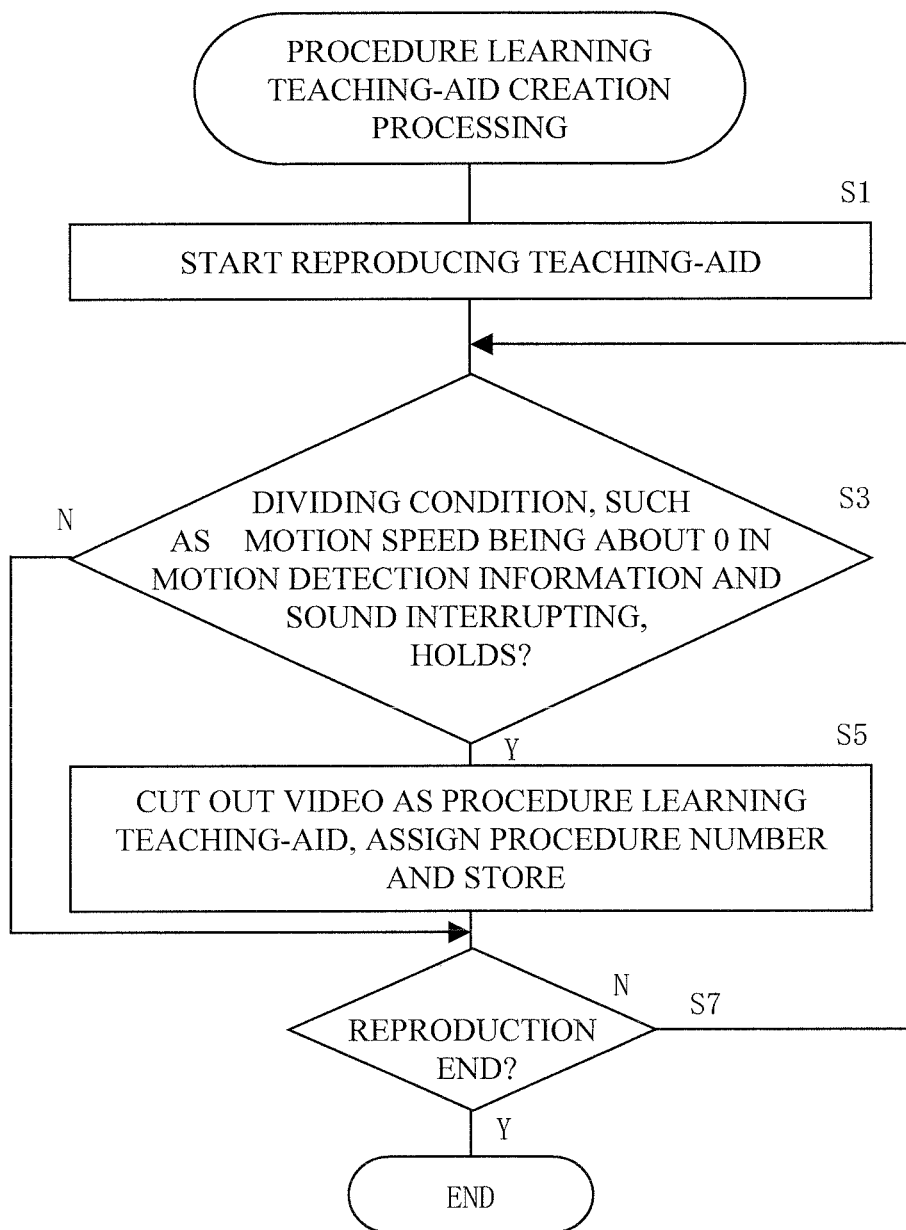 PROCEDURE LEARNING
TEACHING-AID CREATION
PROCESSING
S1
START REPRODUCING TEACHING-AID
N
S3
DIVIDING CONDITION, SUCH
AS MOTION SPEED BEING ABOUT 0 IN
MOTION DETECTION INFORMATION AND
SOUND INTERRUPTING,
HOLDS?
Y
S5
CUT OUT VIDEO AS PROCEDURE LEARNING
TEACHING-AID, ASSIGN PROCEDURE NUMBER
AND STORE
N
S7
REPRODUCTION
END?
Y
END